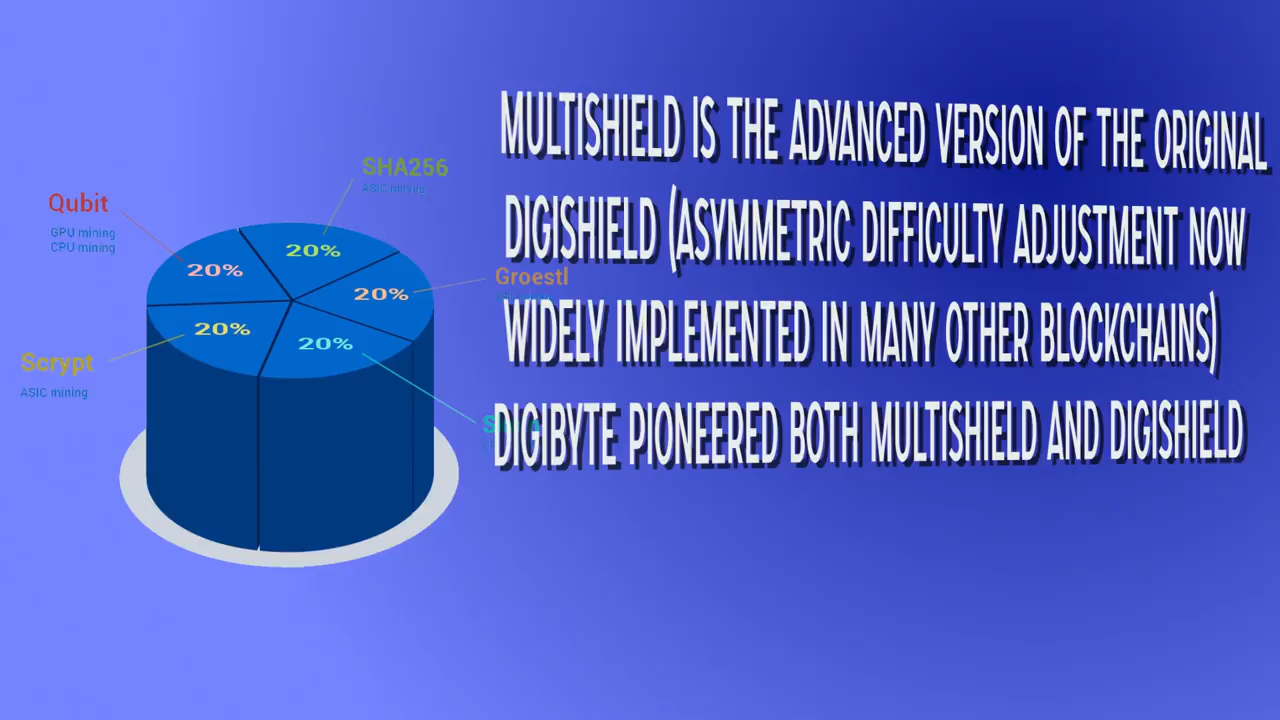 MULTISHIELD IS THE ADVANCED VERSION OF THE ORIGINAL
DIGISHIELD (ASYMMETRIC DIFFICULTY ADJUSTMENT NOW
WIDELY IMPLEMENTED IN MANY OTHER BLOCKCHAINS)
DIGIBYTE PIONEERED BOTH MULTISHIELD AND DIGISHIELD
SHA256
ASIC mining
Qubit
GPU mining
CPU mining
20%
20%
20%
Groestl
20%
20%
Scrypt
ASIC mining